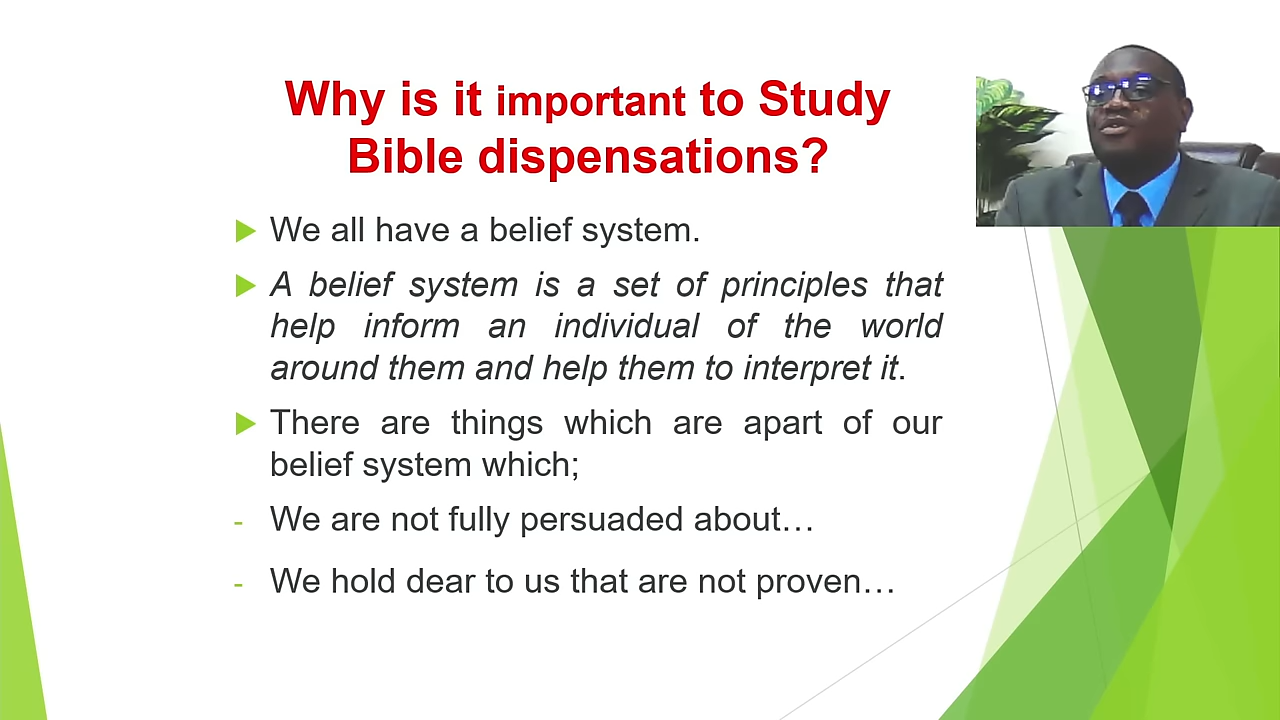 Why is it important to Study
Bible dispensations?
We all have a belief system.
A belief system is a set of principles that
help inform an individual of the world
around them and help them to interpret it.
There are things which are apart of our
belief system which;
- We are not fully persuaded about…
- We hold dear to us that are not proven…